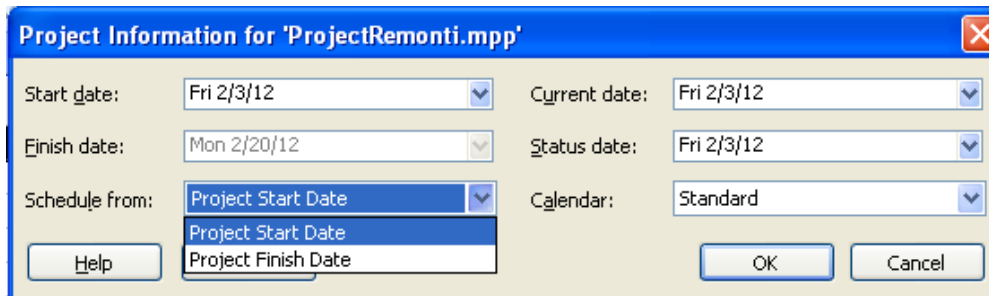 Project Information for 'ProjectRemonti.mpp'
Start date: Fri 2/3/12 Current date: Fri 2/3/12
Finish date: Mon 2/20/12 Status date: Fri 2/3/12
Schedule from: Project Start Date Calendar: Standard
Project Start Date
Project Finish Date
Help OK Cancel